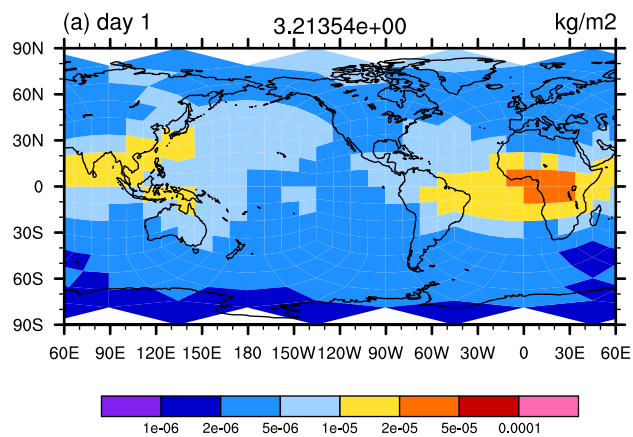 (a) day 1 3.21354e+00 kg/m2
90N
60N
30N
0
30S
60S
90S
60E 90E 120E 150E 180 150W 120W 90W 60W 30W 0 30E 60E
1e-06 2e-06 5e-06 1e-05 2e-05 5e-05 0.0001